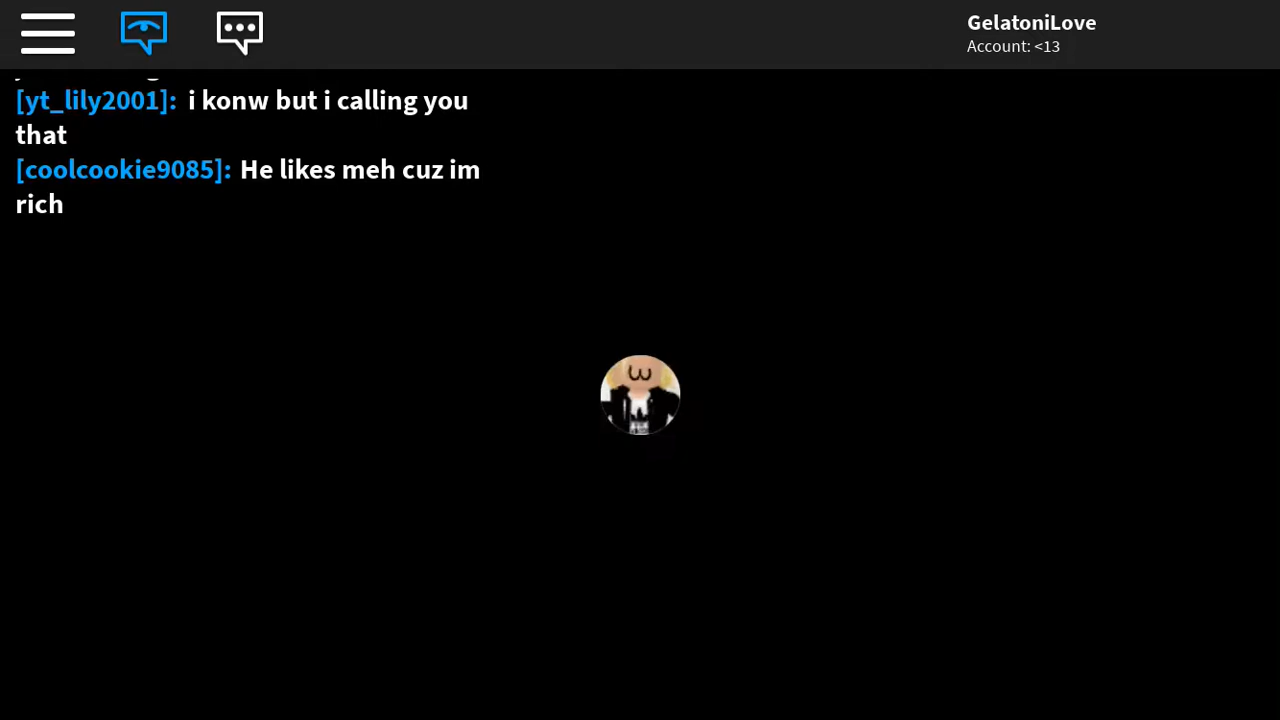 GelatoniLove
Account: <13
[yt_lily2001]: i konw but i calling you
that
[coolcookie9085]: He likes meh cuz im
rich